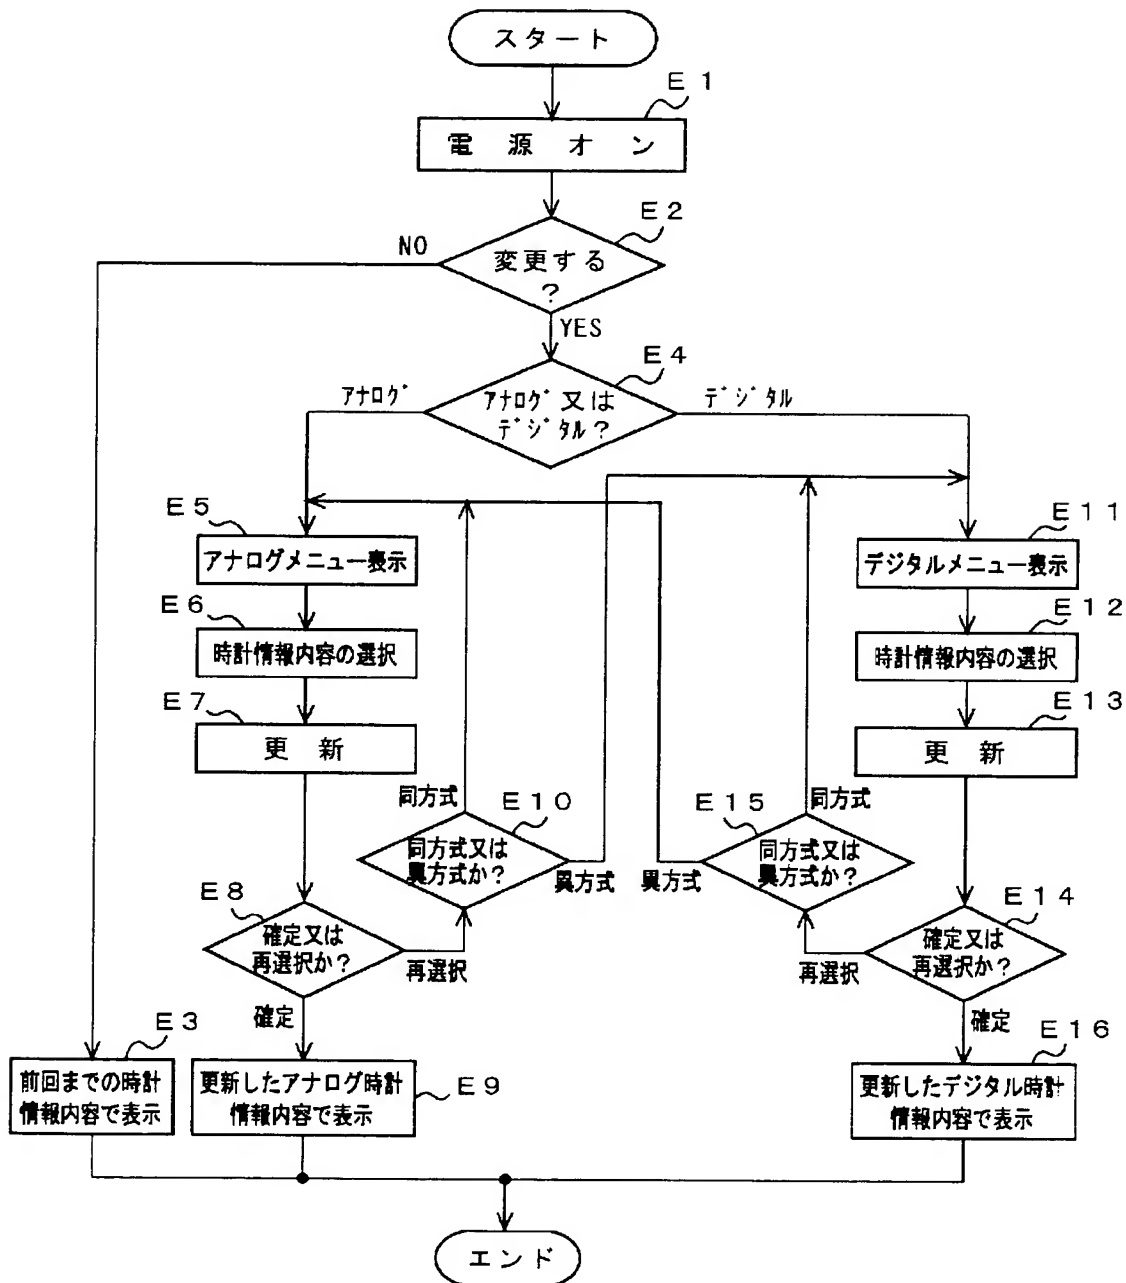 スタート
E1
電源オン
E2
NO
変更する
?
YES
E4
アナログ
アナログ又は
デジタル?
デジタル
E5
アナログメニュー表示
E11
デジタルメニュー表示
E6
時計情報内容の選択
E12
時計情報内容の選択
E7
更新
E13
更新
同方式
E10
同方式又は
異方式か?
異方式
E15
同方式
同方式又は
異方式か?
異方式
E8
確定又は
再選択か?
再選択
確定
E14
確定又は
再選択か?
再選択
確定
E3
前回までの時計
情報内容で表示
更新したアナログ時計
情報内容で表示
E9
E16
更新したデジタル時計
情報内容で表示
エンド